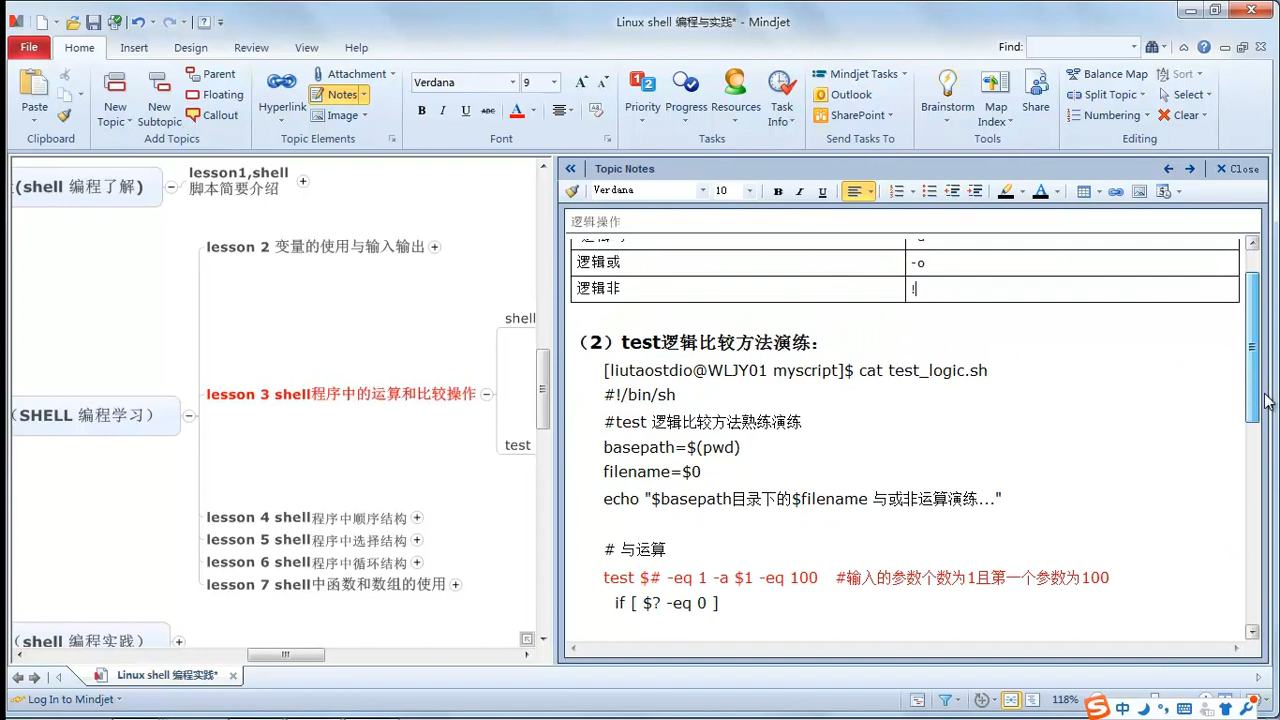 Linux shell 编程与实践* - Mindjet
File
Home
Insert
Design
Review
View
Help
Find:
Paste
New Topic
New Subtopic
Parent
Floating
Callout
Hyperlink
Attachment
Notes
Image
Verdana
9
B I U abc A
Priority
Progress
Resources
Task Info
Mindjet Tasks
Outlook
SharePoint
Brainstorm
Map Index
Share
Balance Map
Split Topic
Numbering
Sort
Select
Clear
Clipboard
Add Topics
Topic Elements
Font
Tasks
Send Tasks To
Tools
Editing
(shell 编程了解)
lesson1,shell
脚本简要介绍
lesson 2 变量的使用与输入输出
shell
lesson 3 shell程序中的运算和比较操作
(SHELL 编程学习)
test
lesson 4 shell程序中顺序结构
lesson 5 shell程序中选择结构
lesson 6 shell程序中循环结构
lesson 7 shell中函数和数组的使用
(shell 编程实践)
Topic Notes
Close
Verdana
10
B I U
逻辑操作
逻辑或 -o
逻辑非 !
（2）test逻辑比较方法演练：
[liutaostdio@WLJY01 myscript]$ cat test_logic.sh
#!/bin/sh
#test 逻辑比较方法熟练演练
basepath=$(pwd)
filename=$0
echo "$basepath目录下的$filename 与或非运算演练..."
# 与运算
test $# -eq 1 -a $1 -eq 100 #输入的参数个数为1且第一个参数为100
if [ $? -eq 0 ]
Linux shell 编程实践*
Log In to Mindjet
118%
中